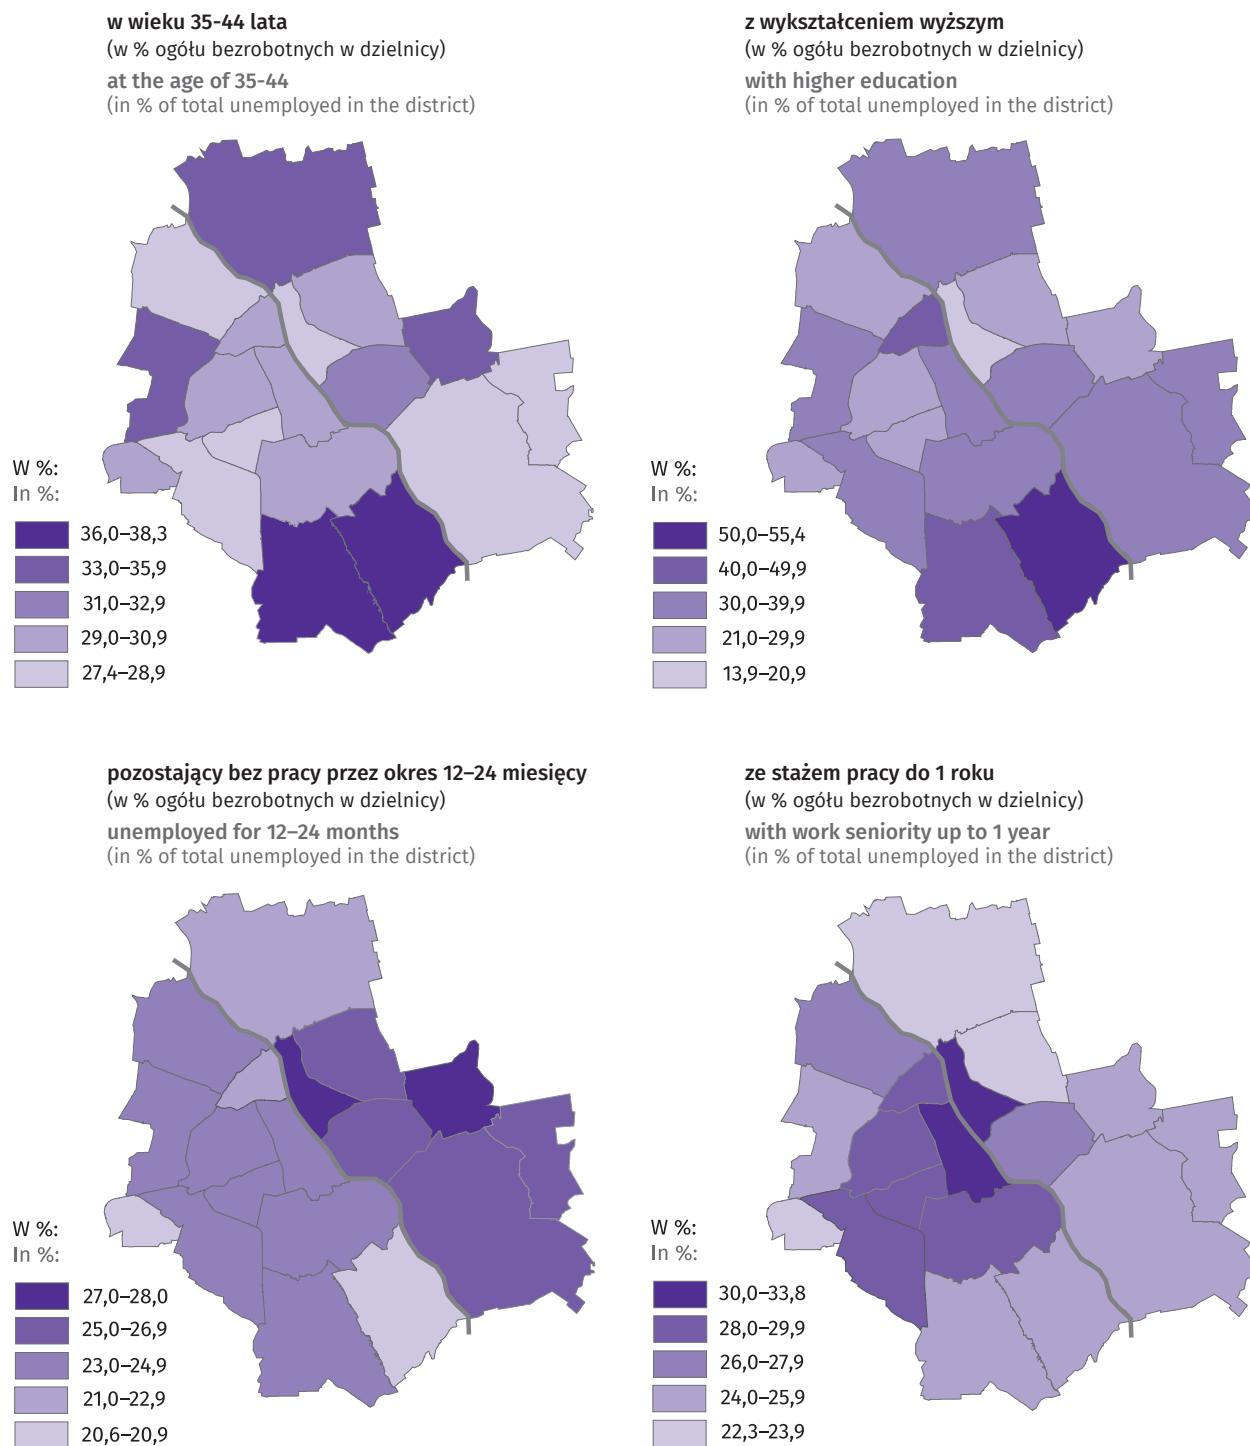 w wieku 35-44 lata
(w % ogółu bezrobotnych w dzielnicy)
at the age of 35-44
(in % of total unemployed in the district)
W %:
In %:
36,0–38,3
33,0–35,9
31,0–32,9
29,0–30,9
27,4–28,9
z wykształceniem wyższym
(w % ogółu bezrobotnych w dzielnicy)
with higher education
(in % of total unemployed in the district)
W %:
In %:
50,0–55,4
40,0–49,9
30,0–39,9
21,0–29,9
13,9–20,9
pozostający bez pracy przez okres 12–24 miesięcy
(w % ogółu bezrobotnych w dzielnicy)
unemployed for 12–24 months
(in % of total unemployed in the district)
W %:
In %:
27,0–28,0
25,0–26,9
23,0–24,9
21,0–22,9
20,6–20,9
ze stażem pracy do 1 roku
(w % ogółu bezrobotnych w dzielnicy)
with work seniority up to 1 year
(in % of total unemployed in the district)
W %:
In %:
30,0–33,8
28,0–29,9
26,0–27,9
24,0–25,9
22,3–23,9